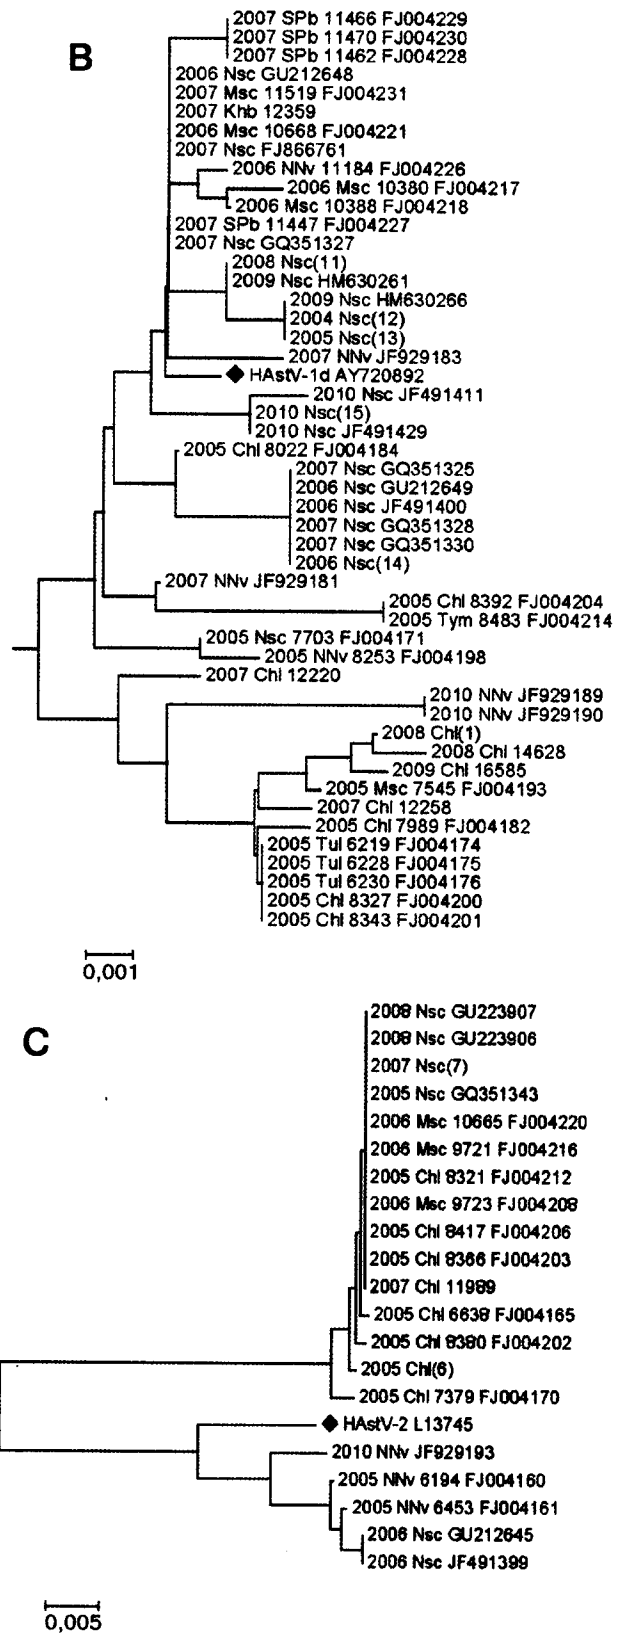 B
2007 SPb 11466 FJ004229
2007 SPb 11470 FJ004230
2007 SPb 11462 FJ004228
2006 Nsc GU212648
2007 Msc 11519 FJ004231
2007 Khb 12359
2006 Msc 10668 FJ004221
2007 Nsc FJ866761
2006 NNv 11184 FJ004226
2006 Msc 10380 FJ004217
2006 Msc 10388 FJ004218
2007 SPb 11447 FJ004227
2007 Nsc GQ351327
2008 Nsc(11)
2009 Nsc HM630261
2009 Nsc HM630266
2004 Nsc(12)
2005 Nsc(13)
2007 NNv JF929183
HAstV-1d AY720892
2010 Nsc JF491411
2010 Nsc(15)
2010 Nsc JF491429
2005 Chl 8022 FJ004184
2007 Nsc GQ351325
2006 Nsc GU212649
2006 Nsc JF491400
2007 Nsc GQ351328
2007 Nsc GQ351330
2006 Nsc(14)
2007 NNv JF929181
2005 Chl 8392 FJ004204
2005 Tym 8483 FJ004214
2005 Nsc 7703 FJ004171
2005 NNv 8253 FJ004198
2007 Chl 12220
2010 NNv JF929189
2010 NNv JF929190
2008 Chl(1)
2008 Chl 14628
2009 Chl 16585
2005 Msc 7545 FJ004193
2007 Chl 12258
2005 Chl 7989 FJ004182
2005 Tul 6219 FJ004174
2005 Tul 6228 FJ004175
2005 Tul 6230 FJ004176
2005 Chl 8327 FJ004200
2005 Chl 8343 FJ004201
0,001
C
2008 Nsc GU223907
2008 Nsc GU223906
2007 Nsc(7)
2005 Nsc GQ351343
2006 Msc 10665 FJ004220
2006 Msc 9721 FJ004216
2005 Chl 8321 FJ004212
2006 Msc 9723 FJ004208
2005 Chl 8417 FJ004206
2005 Chl 8366 FJ004203
2007 Chl 11989
2005 Chl 6638 FJ004165
2005 Chl 8380 FJ004202
2005 Chl(6)
2005 Chl 7379 FJ004170
HAstV-2 L13745
2010 NNv JF929193
2005 NNv 6194 FJ004160
2005 NNv 6453 FJ004161
2006 Nsc GU212645
2006 Nsc JF491399
0,005